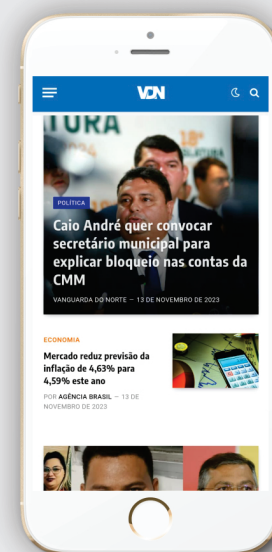 VDN
TURA
18ª
POLÍTICA
Caio André quer convocar
secretário municipal para
explicar bloqueio nas contas da
CMM
VANGUARDA DO NORTE — 13 DE NOVEMBRO DE 2023
ECONOMIA
Mercado reduz previsão da
inflação de 4,63% para
4,59% este ano
POR AGÊNCIA BRASIL — 13 DE
NOVEMBRO DE 2023